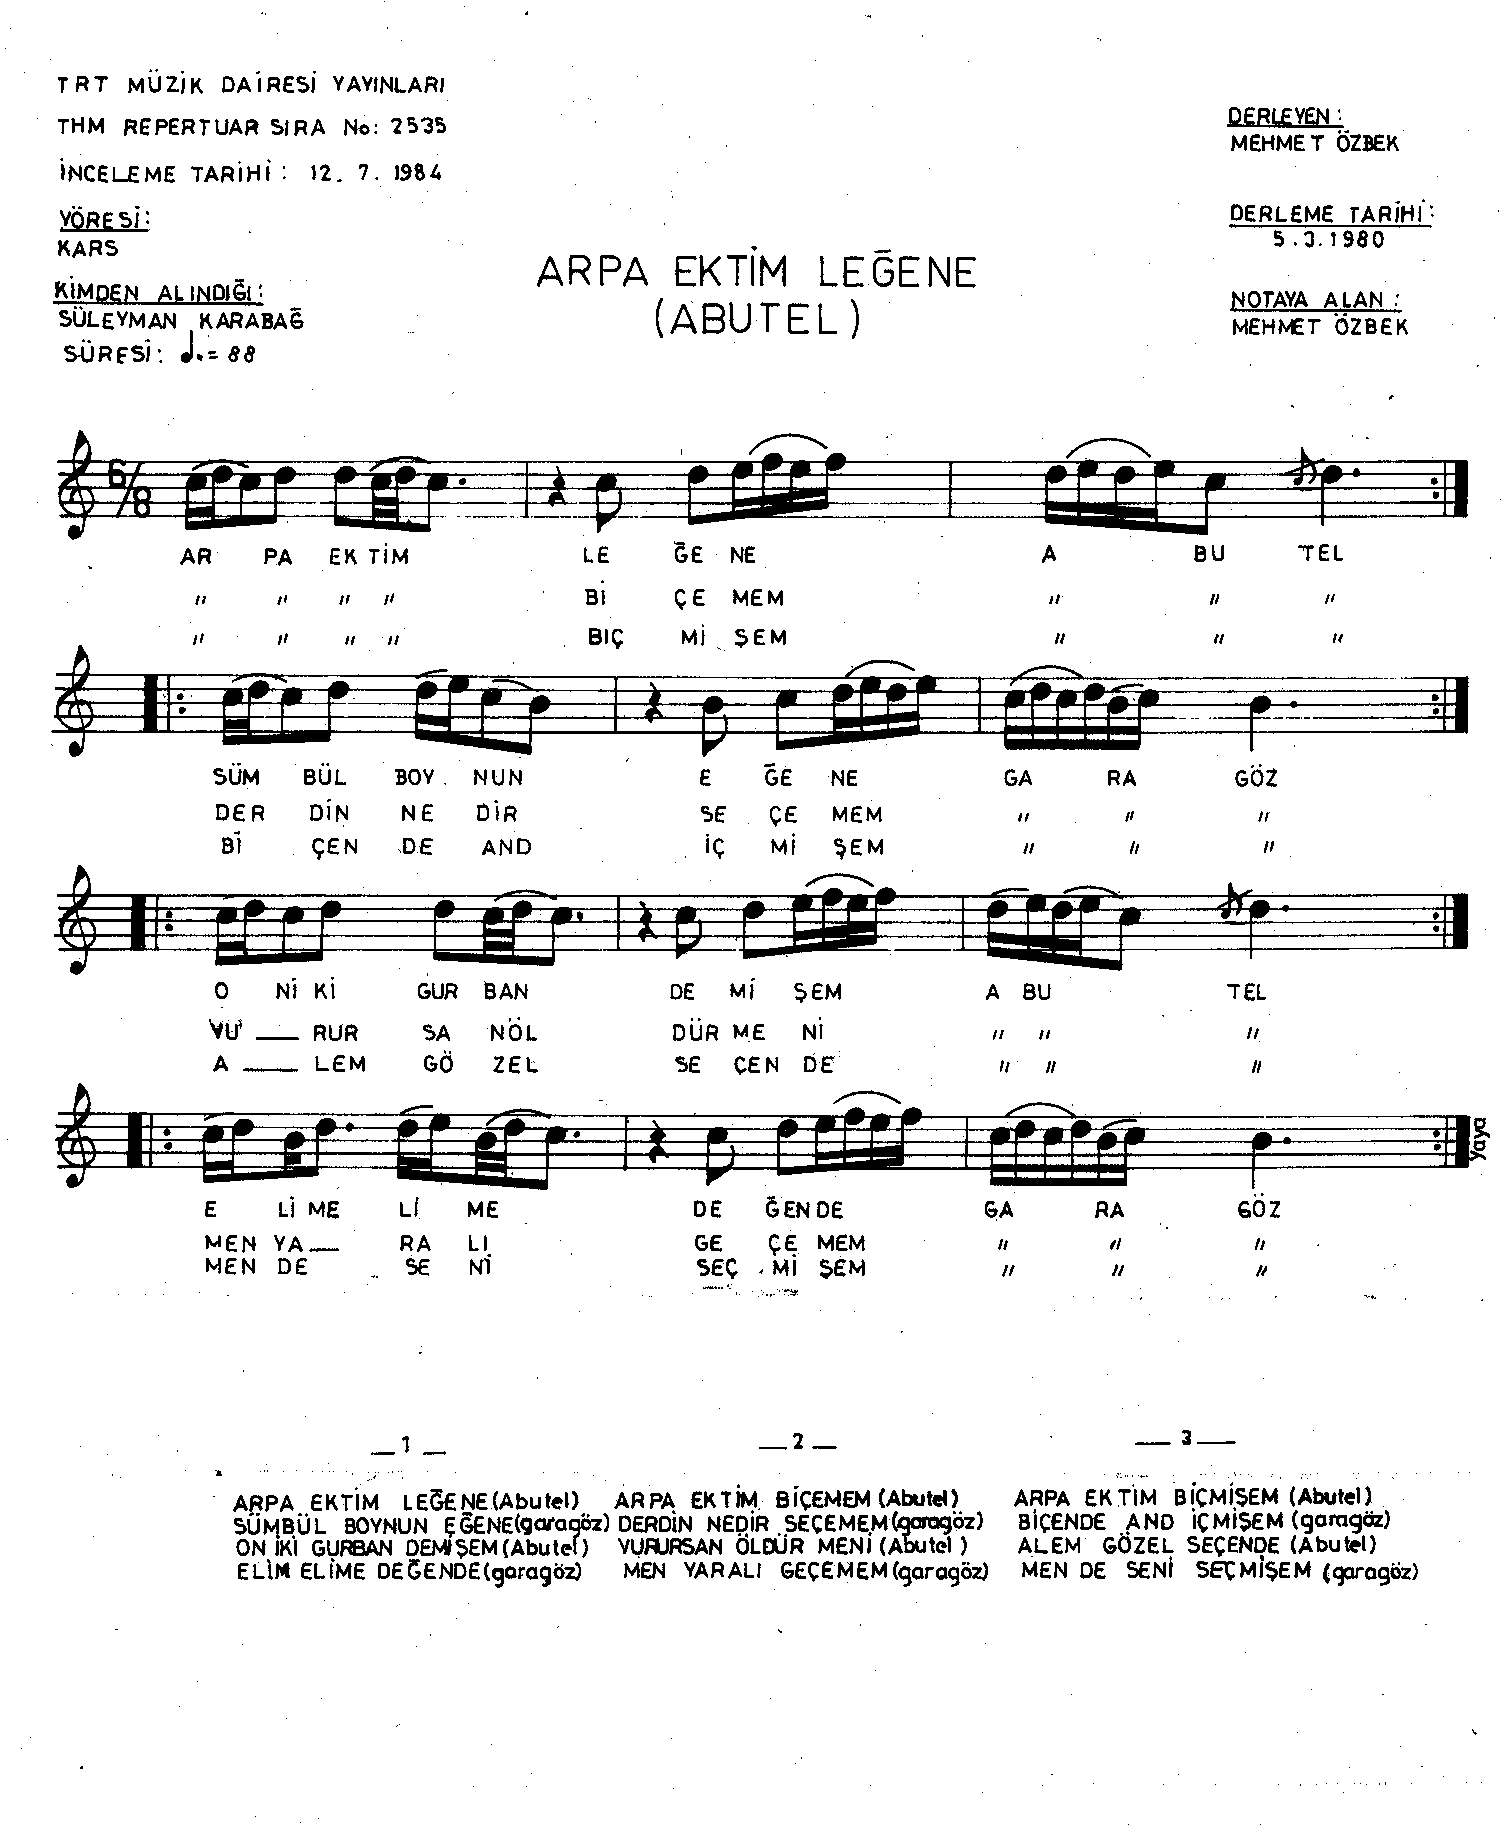 TRT MÜZİK DAİRESİ YAYINLARI
THM REPERTUAR SIRA No: 2535
İNCELEME TARİHİ : 12. 7. 1984
YÖRESİ:
KARS
KİMDEN ALINDIĞI:
SÜLEYMAN KARABAĞ
SÜRESİ: ♩. = 88
DERLEYEN :
MEHMET ÖZBEK
DERLEME TARİHİ:
5.3.1980
NOTAYA ALAN :
MEHMET ÖZBEK
ARPA EKTİM LEĞENE
(ABUTEL)
6/8
AR PA EK TİM LE ĞE NE A BU TEL
" " " " Bİ ÇE MEM " " "
" " " " BIÇ Mİ ŞEM " " "
SÜM BÜL BOY NUN E ĞE NE GA RA GÖZ
DER DİN NE DİR SE ÇE MEM " " "
Bİ ÇEN DE AND İÇ Mİ ŞEM " " "
O Nİ Kİ GUR BAN DE Mİ ŞEM A BU TEL
VU — RUR SA NÖL DÜR ME Nİ " " "
A — LEM GÖ ZEL SE ÇEN DE " " "
E Lİ ME Lİ ME DE ĞEN DE GA RA GÖZ
MEN YA — RA LI GE ÇE MEM " " "
MEN DE SE Nİ SEÇ Mİ ŞEM " " "
Yaya
— 1 —
ARPA EKTİM LEĞENE (Abutel)
SÜMBÜL BOYNUN EĞENE (garagöz)
ON İKİ GURBAN DEMİŞEM (Abutel)
ELİM ELİME DEĞENDE (garagöz)
— 2 —
ARPA EKTİM BİÇEMEM (Abutel)
DERDİN NEDİR SEÇEMEM (garagöz)
VURURSAN ÖLDÜR MENİ (Abutel)
MEN YARALI GEÇEMEM (garagöz)
— 3 —
ARPA EKTİM BİÇMİŞEM (Abutel)
BİÇENDE AND İÇMİŞEM (garagöz)
ALEM GÖZEL SEÇENDE (Abutel)
MEN DE SENİ SEÇMİŞEM (garagöz)